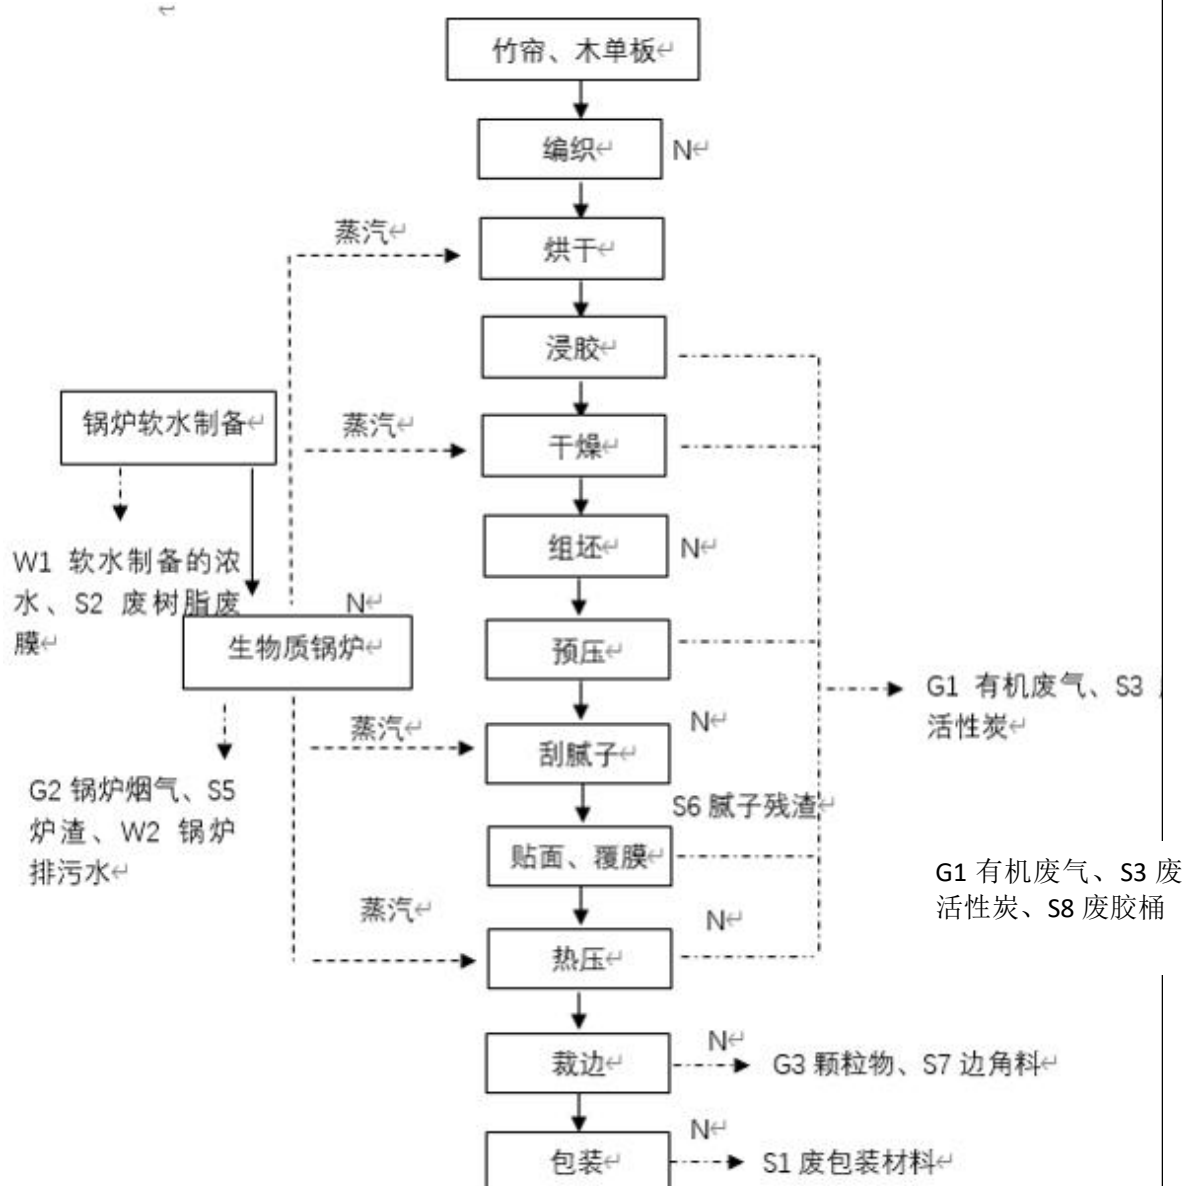 竹帘、木单板
编织
N
蒸汽
烘干
浸胶
锅炉软水制备
蒸汽
干燥
组坯
N
W1 软水制备的浓
水、S2 废树脂废
膜
N
生物质锅炉
预压
G1 有机废气、S3
活性炭
N
蒸汽
刮腻子
S6 腻子残渣
G2 锅炉烟气、S5
炉渣、W2 锅炉
排污水
贴面、覆膜
G1 有机废气、S3 废
活性炭、S8 废胶桶
蒸汽
N
热压
N
裁边
G3 颗粒物、S7 边角料
N
包装
S1 废包装材料